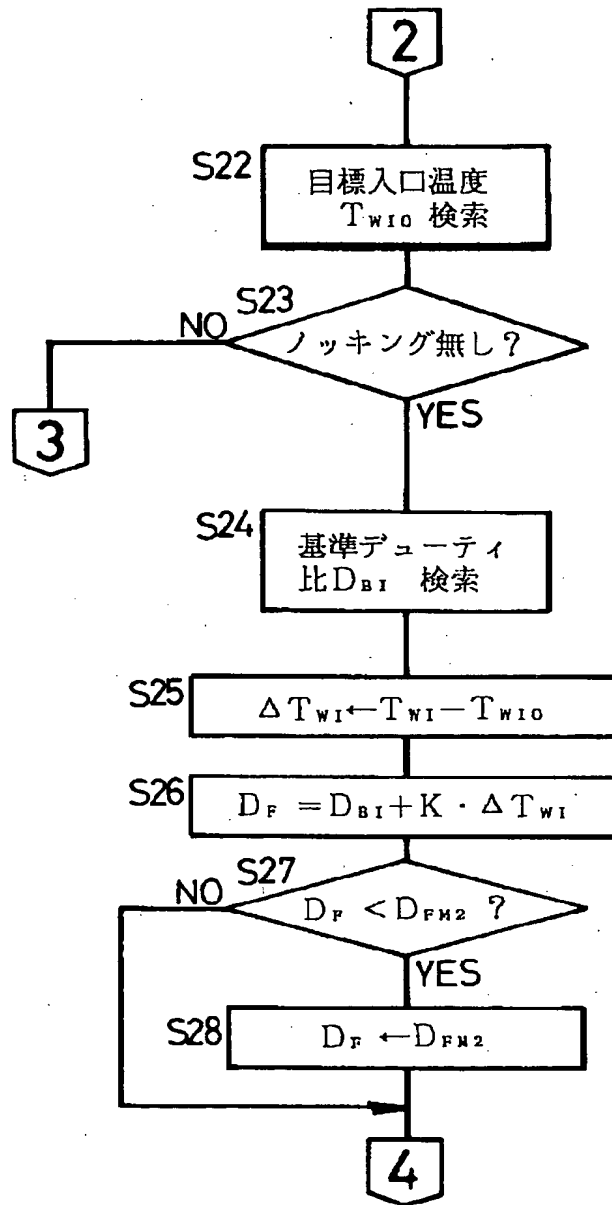 2
S22
目標入口温度
TWIO 検索
S23
NO
ノッキング無し?
YES
3
S24
基準デューティ
比DBI 検索
S25
ΔTWI←TWI−TWIO
S26
DF=DBI+K・ΔTWI
S27
NO
DF<DFM2 ?
YES
S28
DF←DFM2
4